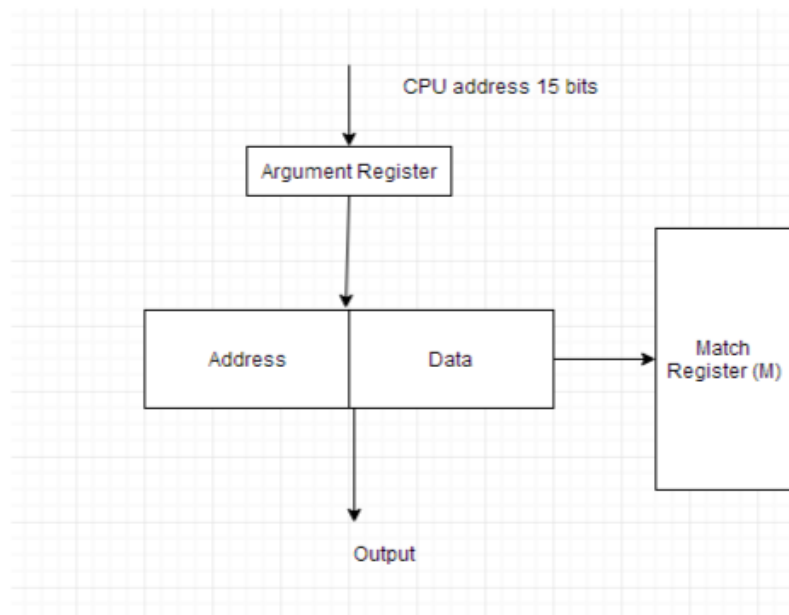 CPU address 15 bits
Argument Register
Address
Data
Match
Register (M)
Output